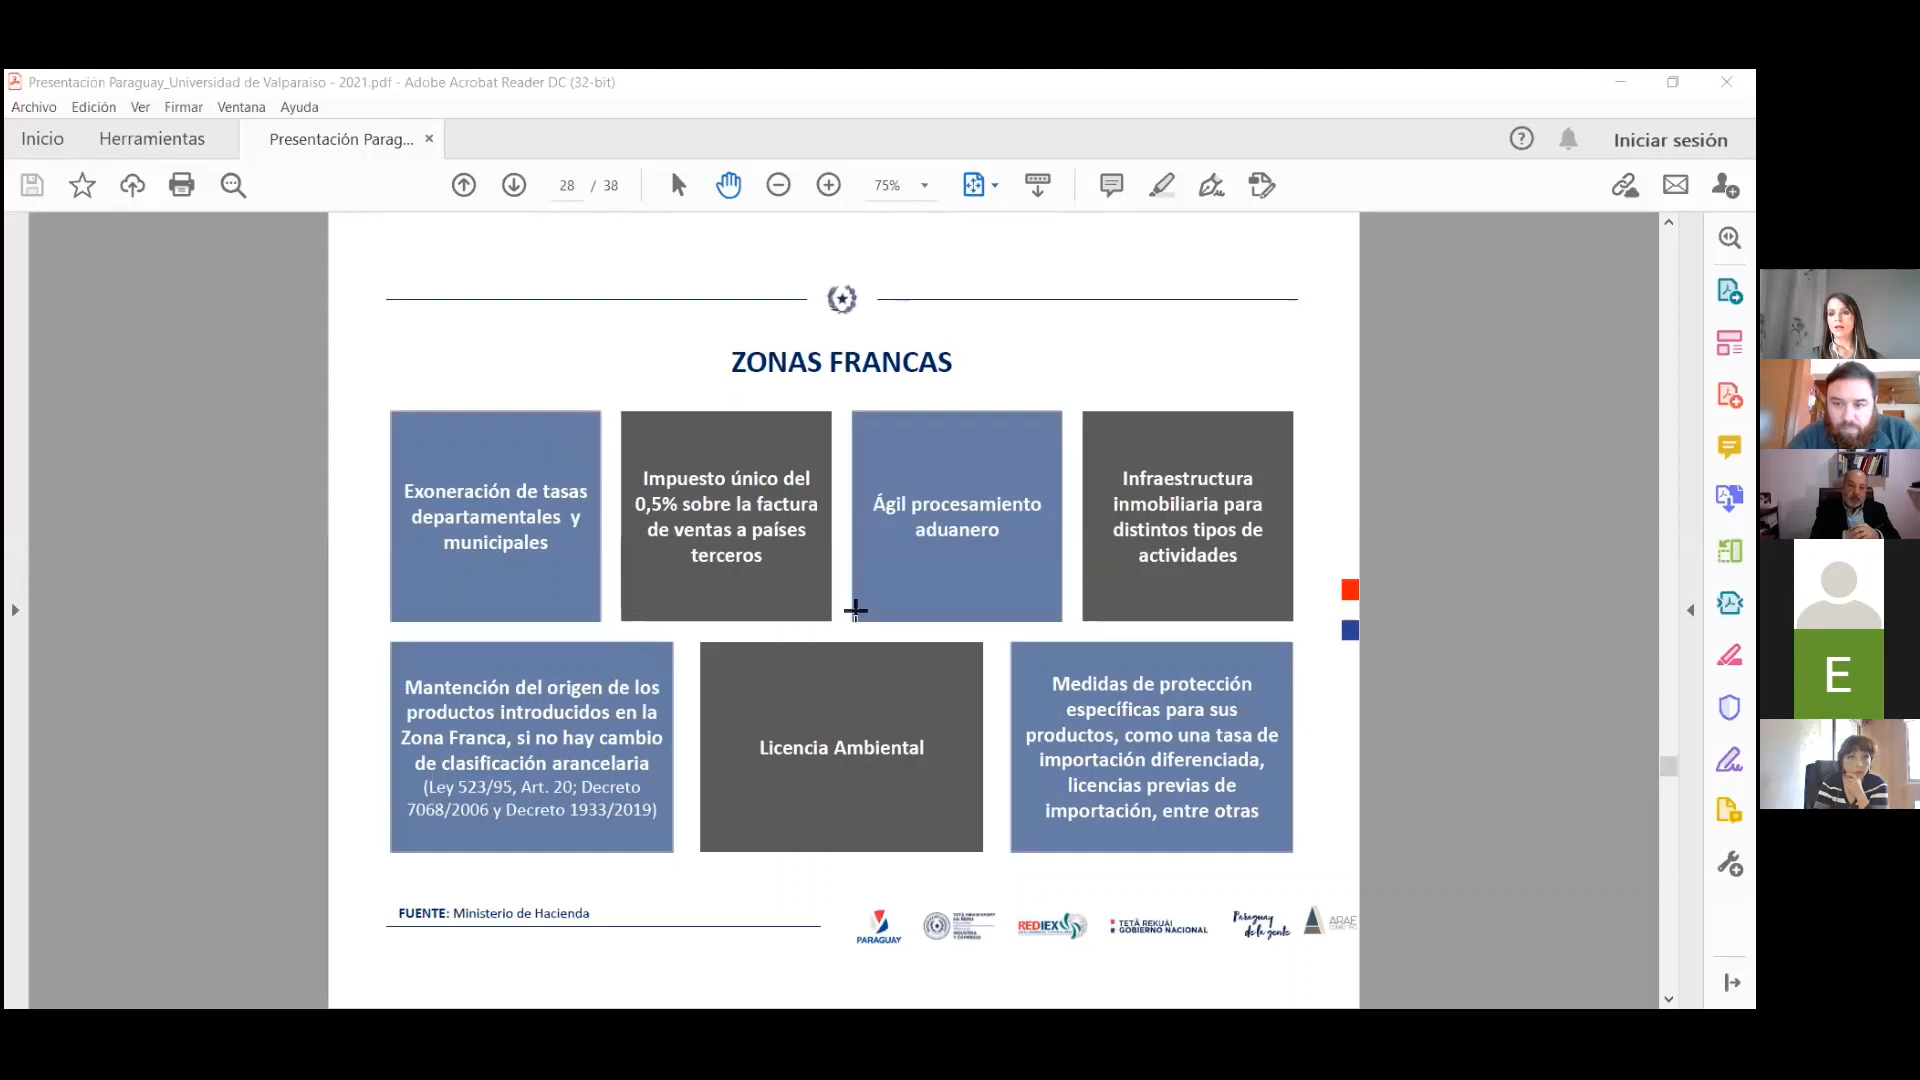 Presentación Paraguay_Universidad de Valparaiso - 2021.pdf - Adobe Acrobat Reader DC (32-bit)
Archivo Edición Ver Firmar Ventana Ayuda
Inicio Herramientas Presentación Parag... Iniciar sesión
28 / 38 75%
ZONAS FRANCAS
Exoneración de tasas
departamentales y
municipales
Impuesto único del
0,5% sobre la factura
de ventas a países
terceros
Ágil procesamiento
aduanero
Infraestructura
inmobiliaria para
distintos tipos de
actividades
Mantención del origen de los
productos introducidos en la
Zona Franca, si no hay cambio
de clasificación arancelaria
(Ley 523/95, Art. 20; Decreto
7068/2006 y Decreto 1933/2019)
Licencia Ambiental
Medidas de protección
específicas para sus
productos, como una tasa de
importación diferenciada,
licencias previas de
importación, entre otras
E
FUENTE: Ministerio de Hacienda
PARAGUAY
REDIEX
TETÃ REKUÁI
GOBIERNO NACIONAL
Paraguay
de la gente
ARAE